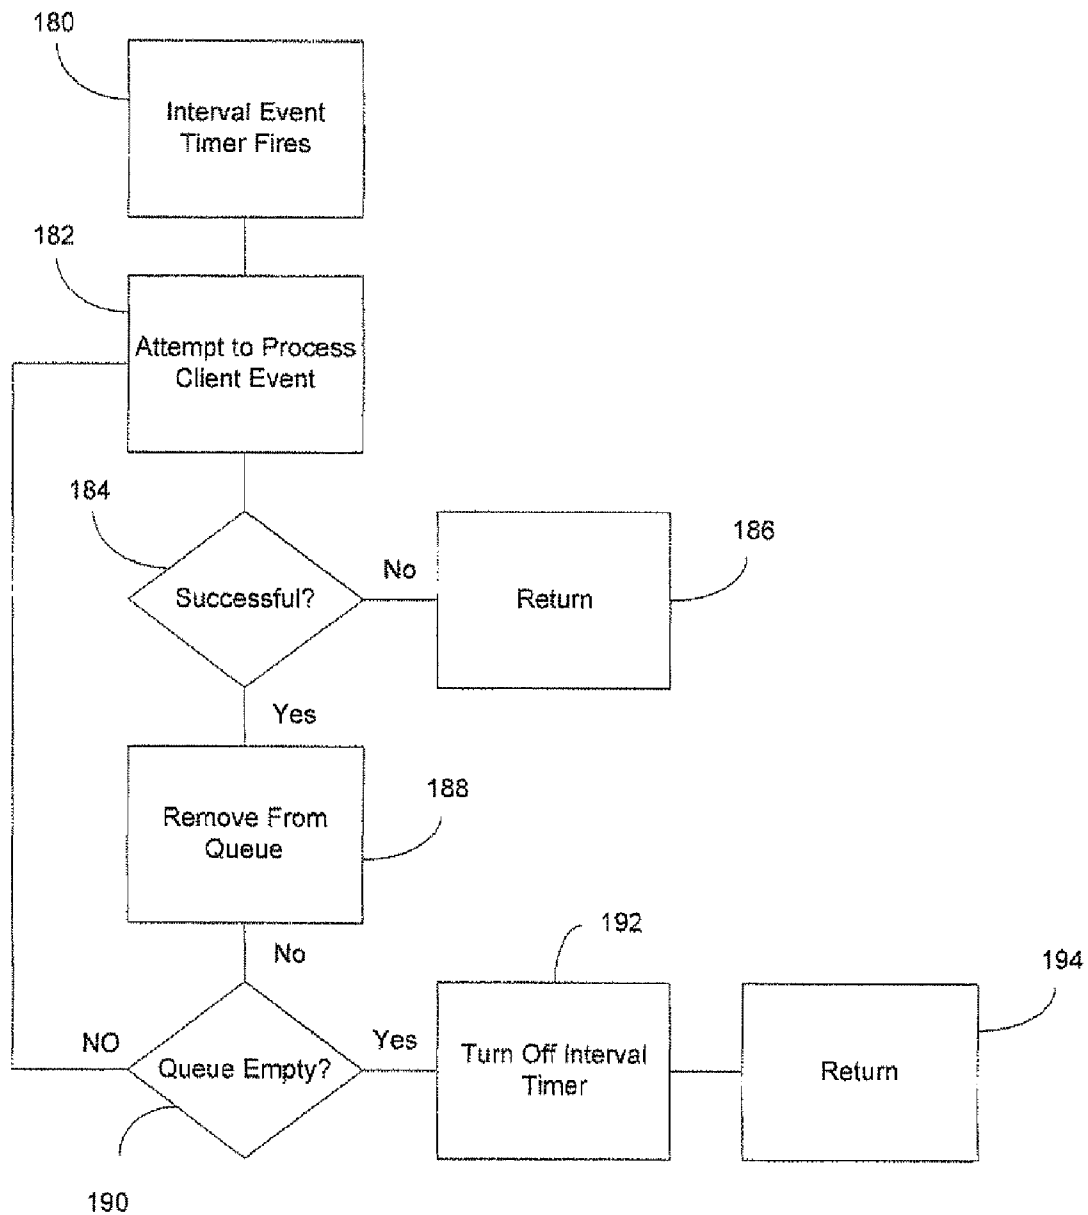 180
Interval Event
Timer Fires
182
Attempt to Process
Client Event
184
Successful?
No
Return
186
Yes
Remove From
Queue
188
No
192
194
NO
Queue Empty?
Yes
Turn Off Interval
Timer
Return
190